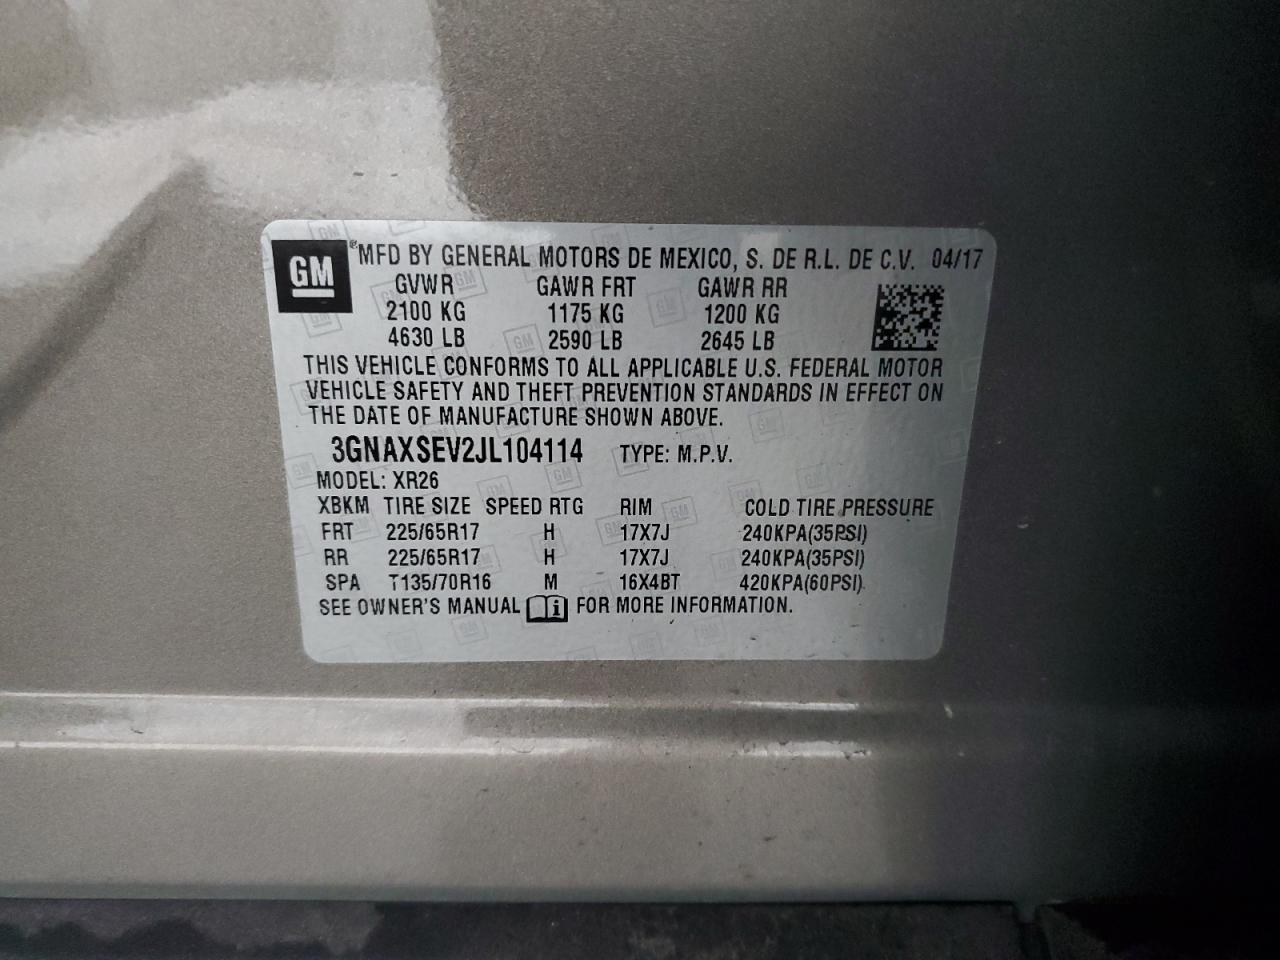 GM ® MFD BY GENERAL MOTORS DE MEXICO, S. DE R.L. DE C.V. 04/17
GVWR GAWR FRT GAWR RR
2100 KG 1175 KG 1200 KG
4630 LB 2590 LB 2645 LB
THIS VEHICLE CONFORMS TO ALL APPLICABLE U.S. FEDERAL MOTOR
VEHICLE SAFETY AND THEFT PREVENTION STANDARDS IN EFFECT ON
THE DATE OF MANUFACTURE SHOWN ABOVE.
3GNAXSEV2JL104114 TYPE: M.P.V.
MODEL: XR26
XBKM TIRE SIZE SPEED RTG RIM COLD TIRE PRESSURE
FRT 225/65R17 H 17X7J 240KPA(35PSI)
RR 225/65R17 H 17X7J 240KPA(35PSI)
SPA T135/70R16 M 16X4BT 420KPA(60PSI)
SEE OWNER'S MANUAL i FOR MORE INFORMATION.